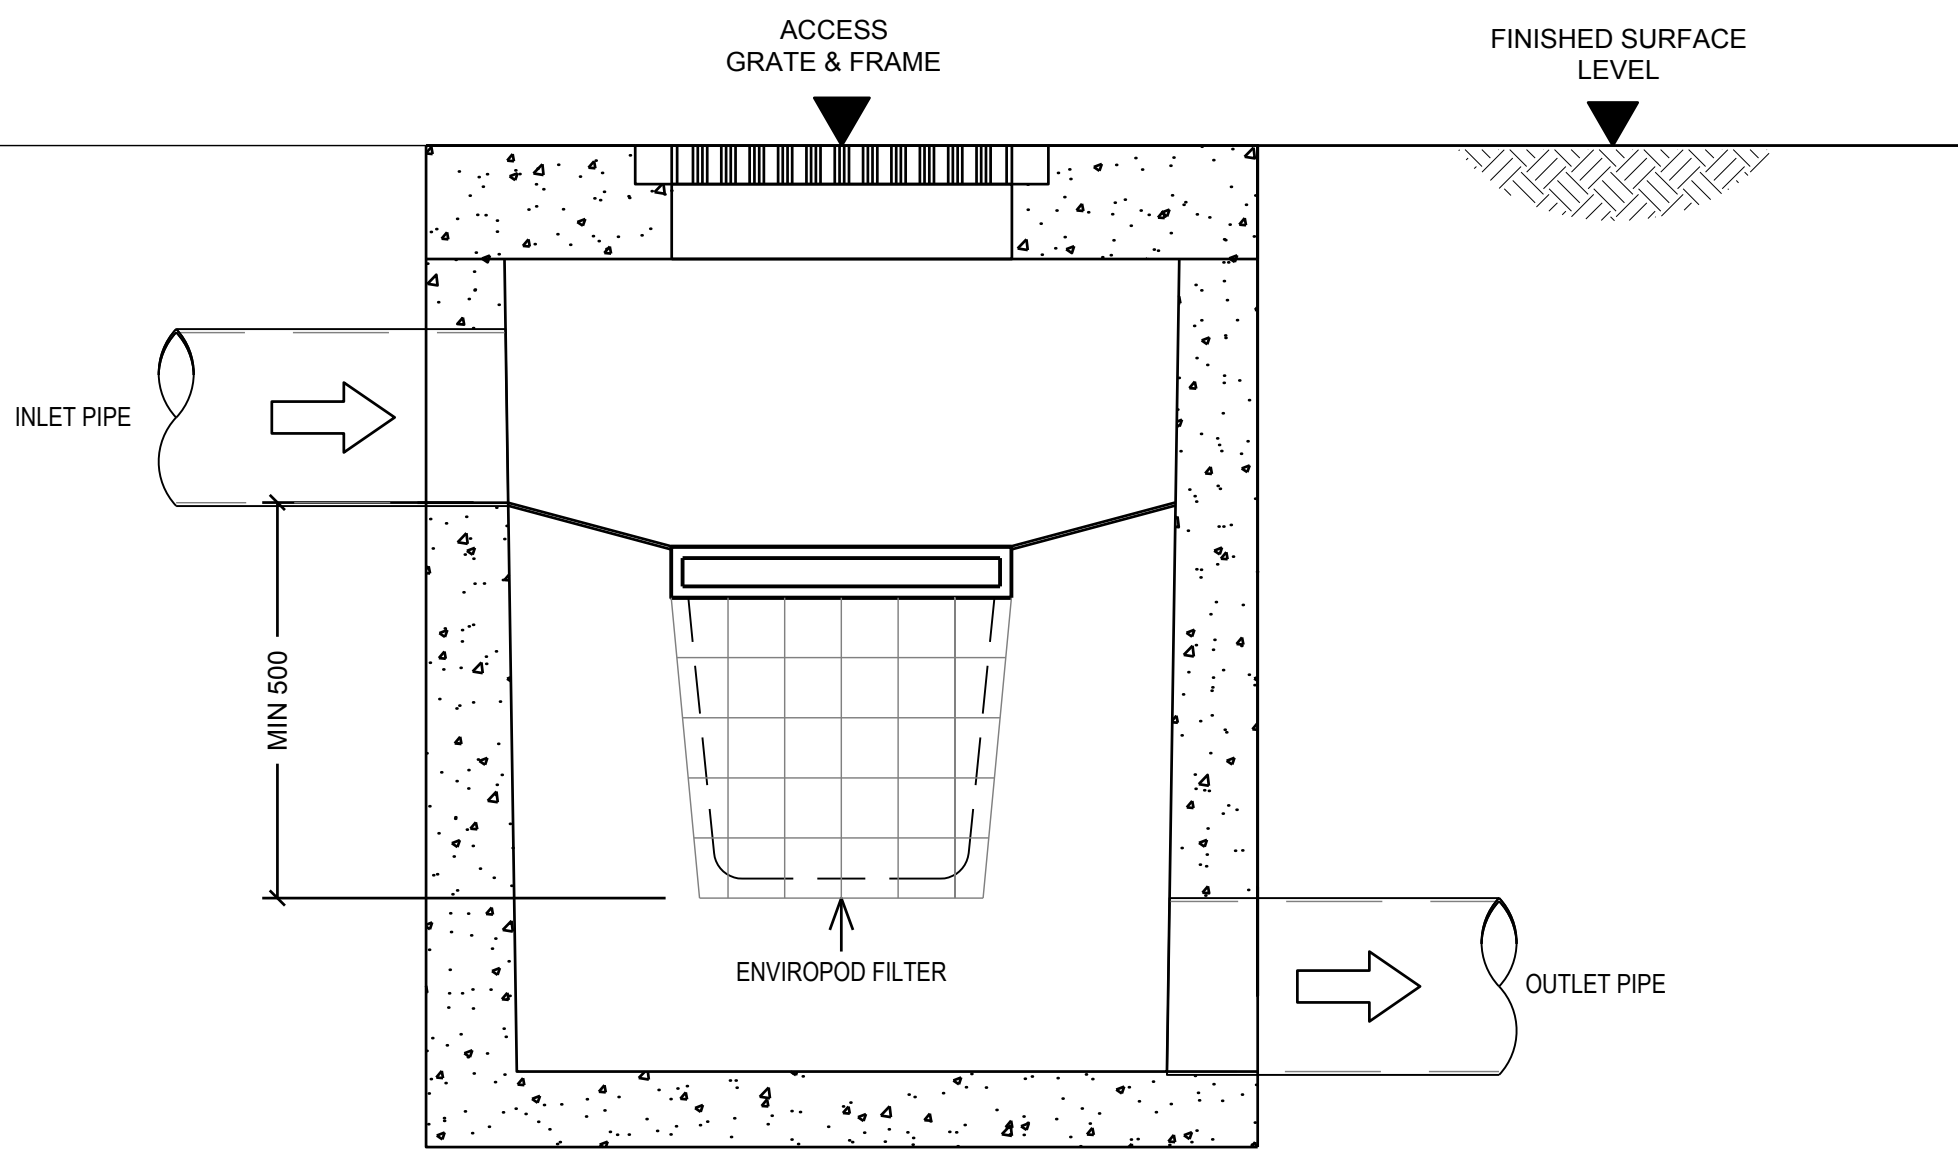 ACCESS
GRATE & FRAME
FINISHED SURFACE
LEVEL
INLET PIPE
MIN 500
ENVIROPOD FILTER
OUTLET PIPE